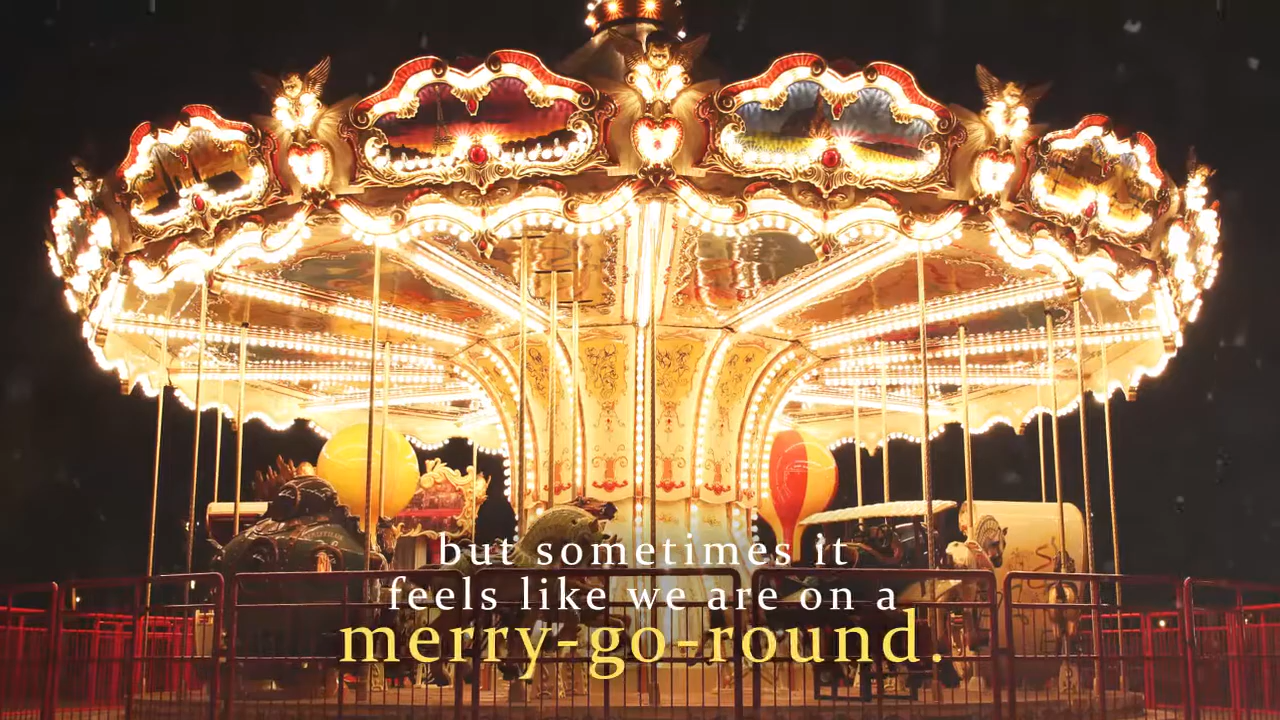 but sometimes it
feels like we are on a
merry-go-round.